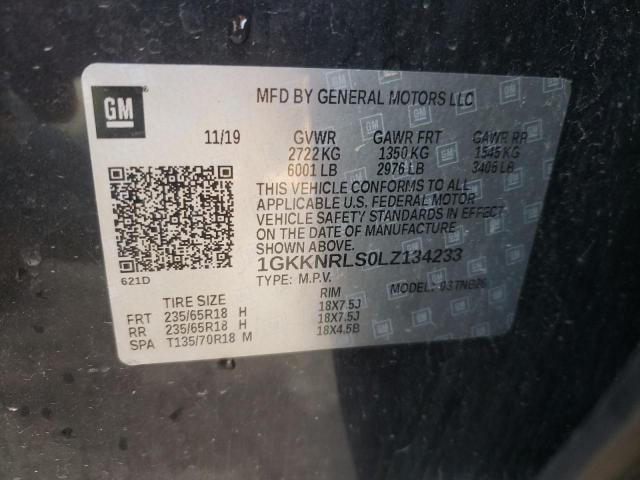 GM
MFD BY GENERAL MOTORS LLC
11/19 GVWR GAWR FRT GAWR RR
2722 KG 1350 KG 1545 KG
6001 LB 2976 LB 3406 LB
THIS VEHICLE CONFORMS TO ALL
APPLICABLE U.S. FEDERAL MOTOR
VEHICLE SAFETY STANDARDS IN EFFECT
ON THE DATE OF MANUFACTURE
SHOWN ABOVE.
1GKKNRLS0LZ134233
621D TYPE: M.P.V. MODEL:
TIRE SIZE RIM
FRT 235/65R18 H 18X7.5J
RR 235/65R18 H 18X7.5J
SPA T135/70R18 M 18X4.5B